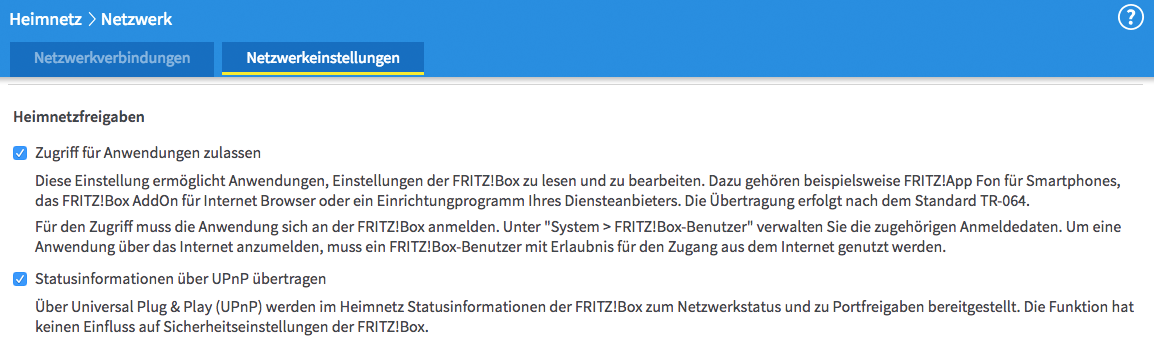 Heimnetz > Netzwerk
?
Netzwerkverbindungen Netzwerkeinstellungen
Heimnetzfreigaben
Zugriff für Anwendungen zulassen
Diese Einstellung ermöglicht Anwendungen, Einstellungen der FRITZ!Box zu lesen und zu bearbeiten. Dazu gehören beispielsweise FRITZ!App Fon für Smartphones,
das FRITZ!Box AddOn für Internet Browser oder ein Einrichtungprogramm Ihres Diensteanbieters. Die Übertragung erfolgt nach dem Standard TR-064.
Für den Zugriff muss die Anwendung sich an der FRITZ!Box anmelden. Unter "System > FRITZ!Box-Benutzer" verwalten Sie die zugehörigen Anmeldedaten. Um eine
Anwendung über das Internet anzumelden, muss ein FRITZ!Box-Benutzer mit Erlaubnis für den Zugang aus dem Internet genutzt werden.
Statusinformationen über UPnP übertragen
Über Universal Plug & Play (UPnP) werden im Heimnetz Statusinformationen der FRITZ!Box zum Netzwerkstatus und zu Portfreigaben bereitgestellt. Die Funktion hat
keinen Einfluss auf Sicherheitseinstellungen der FRITZ!Box.